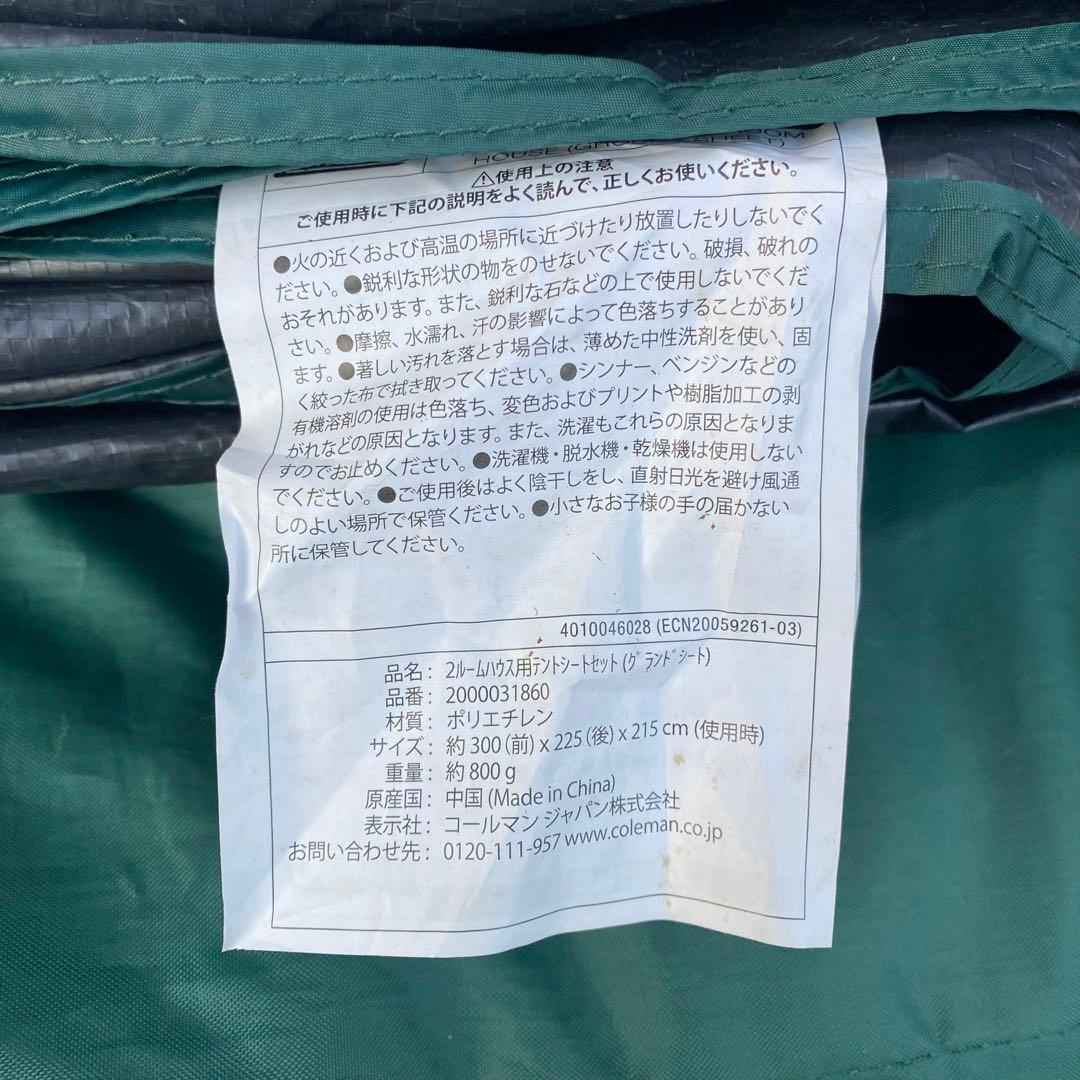 HOUSE (GROUND SHEET)
⚠使用上の注意
ご使用時に下記の説明をよく読んで、正しくお使いください。
●火の近くおよび高温の場所に近づけたり放置したりしないでく
ださい。●鋭利な形状の物をのせないでください。破損、破れの
おそれがあります。また、鋭利な石などの上で使用しないでくだ
さい。●摩擦、水濡れ、汗の影響によって色落ちすることがあり
ます。●著しい汚れを落とす場合は、薄めた中性洗剤を使い、固
く絞った布で拭き取ってください。●シンナー、ベンジンなどの
有機溶剤の使用は色落ち、変色およびプリントや樹脂加工の剥
がれなどの原因となります。また、洗濯もこれらの原因となりま
すのでお止めください。●洗濯機・脱水機・乾燥機は使用しない
でください。●ご使用後はよく陰干しをし、直射日光を避け風通
しのよい場所で保管ください。●小さなお子様の手の届かない
所に保管してください。
4010046028 (ECN20059261-03)
品名： 2ルームハウス用テントシートセット(グランドシート)
品番： 2000031860
材質： ポリエチレン
サイズ： 約300(前) x 225(後) x 215 cm (使用時)
重量： 約800 g
原産国： 中国 (Made in China)
表示社： コールマン ジャパン株式会社
お問い合わせ先： 0120-111-957 www.coleman.co.jp